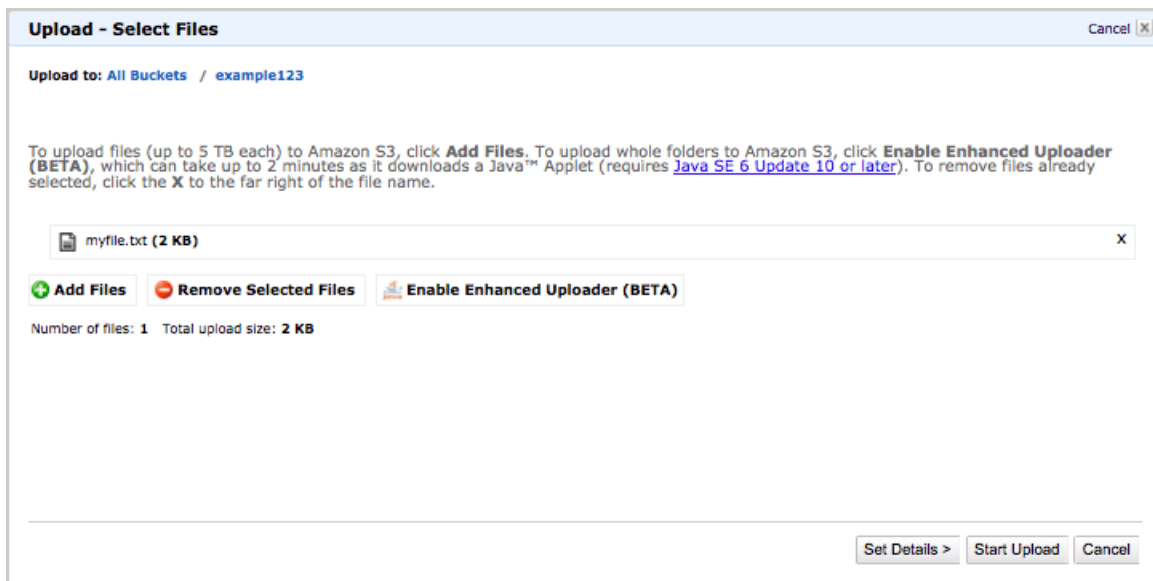 Upload - Select Files Cancel X
Upload to: All Buckets / example123
To upload files (up to 5 TB each) to Amazon S3, click Add Files. To upload whole folders to Amazon S3, click Enable Enhanced Uploader
(BETA), which can take up to 2 minutes as it downloads a Java™ Applet (requires Java SE 6 Update 10 or later). To remove files already
selected, click the X to the far right of the file name.
myfile.txt (2 KB) X
Add Files Remove Selected Files Enable Enhanced Uploader (BETA)
Number of files: 1 Total upload size: 2 KB
Set Details > Start Upload Cancel